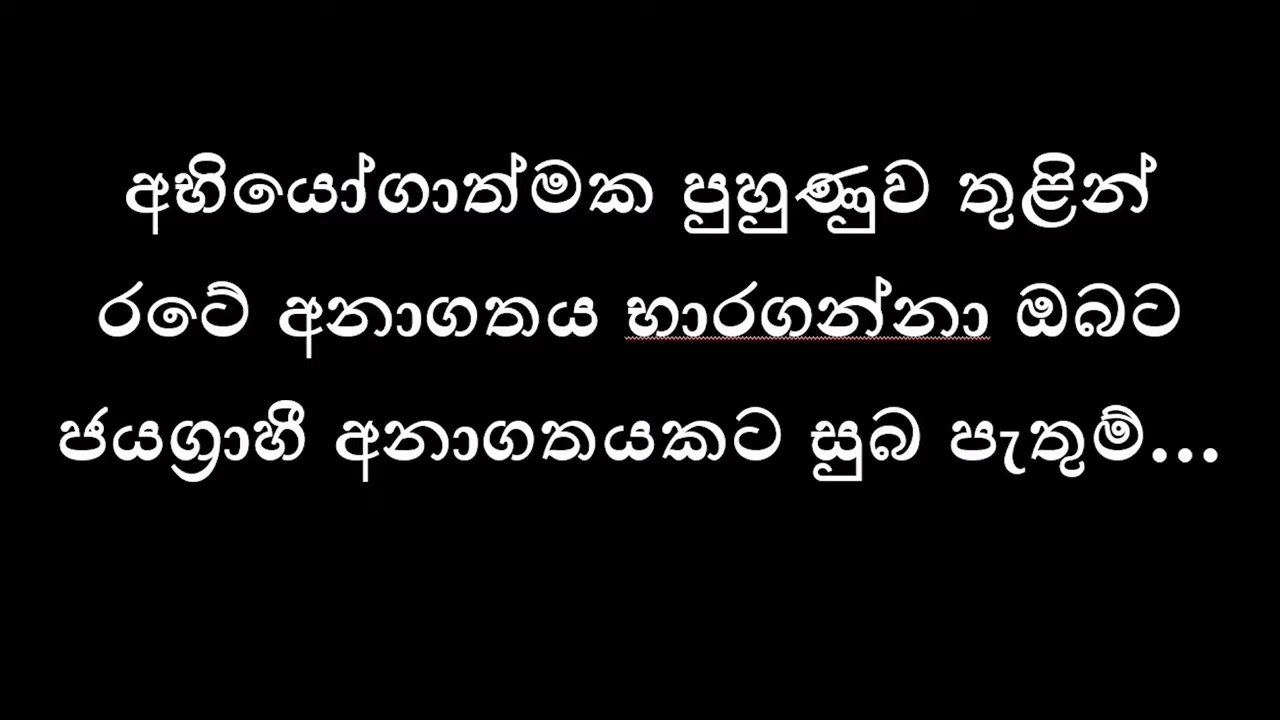 අභියෝගාත්මක පුහුණුව තුළින්
රටේ අනාගතය භාරගන්නා ඔබට
ජයග්‍රාහී අනාගතයකට සුබ පැතුම්...